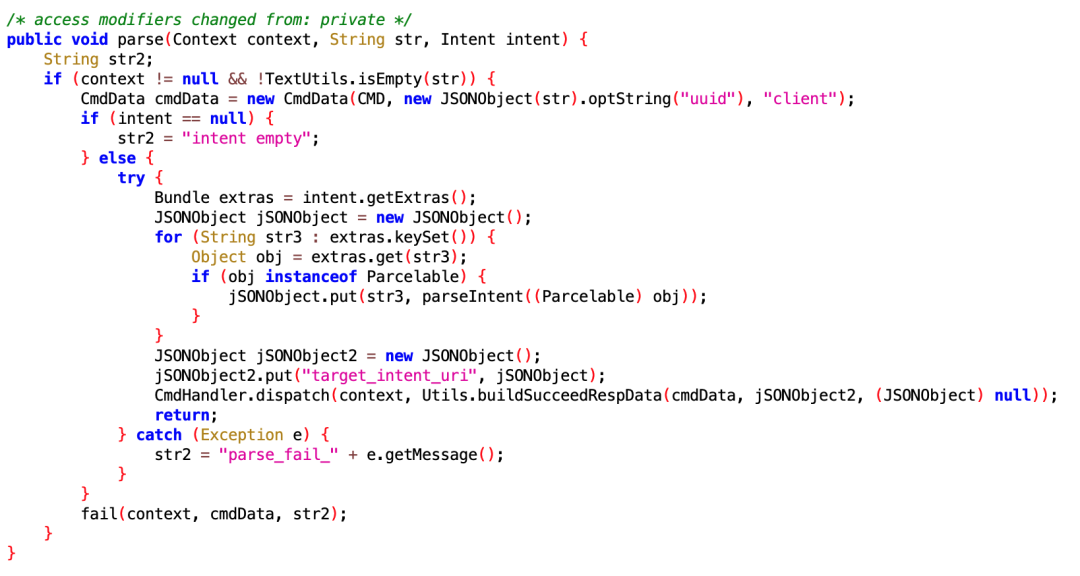 /* access modifiers changed from: private */
public void parse(Context context, String str, Intent intent) {
    String str2;
    if (context != null && !TextUtils.isEmpty(str)) {
        CmdData cmdData = new CmdData(CMD, new JSONObject(str).optString("uuid"), "client");
        if (intent == null) {
            str2 = "intent empty";
        } else {
            try {
                Bundle extras = intent.getExtras();
                JSONObject jSONObject = new JSONObject();
                for (String str3 : extras.keySet()) {
                    Object obj = extras.get(str3);
                    if (obj instanceof Parcelable) {
                        jSONObject.put(str3, parseIntent((Parcelable) obj));
                    }
                }
                JSONObject jSONObject2 = new JSONObject();
                jSONObject2.put("target_intent_uri", jSONObject);
                CmdHandler.dispatch(context, Utils.buildSucceedRespData(cmdData, jSONObject2, (JSONObject) null));
                return;
            } catch (Exception e) {
                str2 = "parse_fail_" + e.getMessage();
            }
        }
        fail(context, cmdData, str2);
    }
}